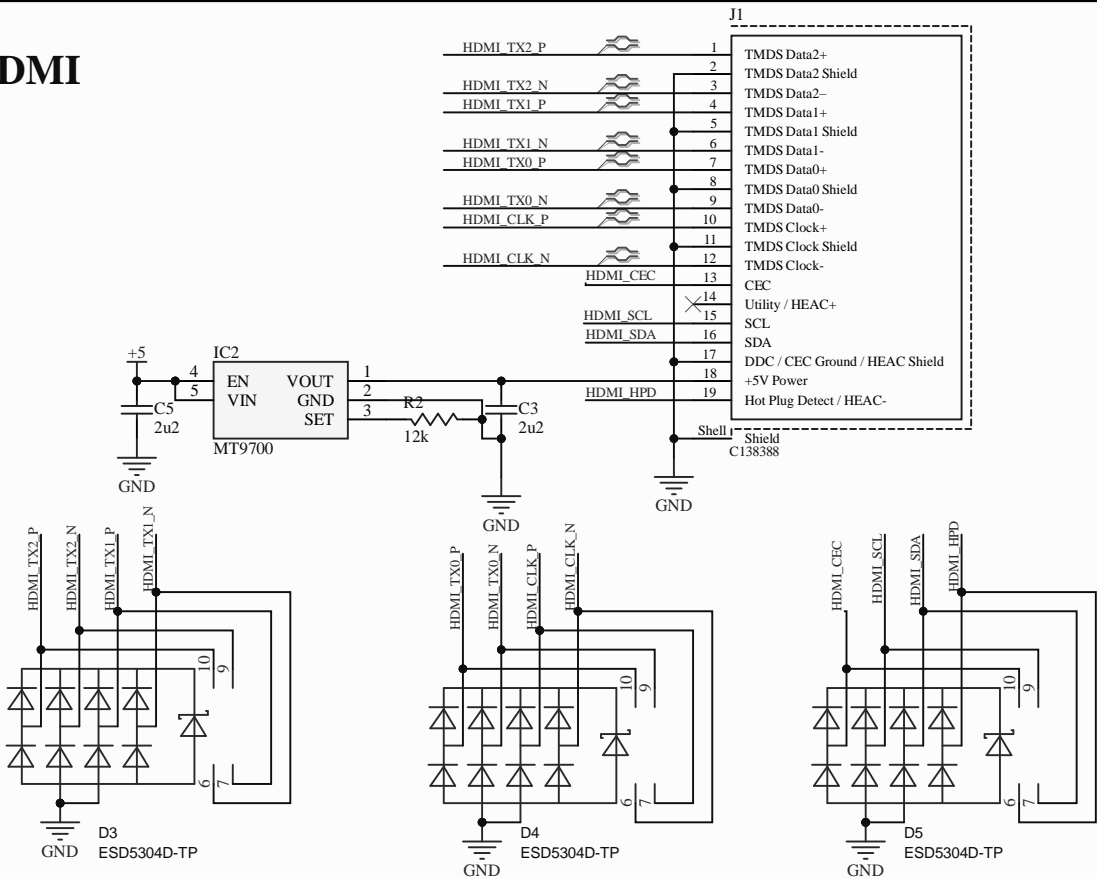 DMI
J1
HDMI_TX2_P 1 TMDS Data2+
2 TMDS Data2 Shield
HDMI_TX2_N 3 TMDS Data2–
HDMI_TX1_P 4 TMDS Data1+
5 TMDS Data1 Shield
HDMI_TX1_N 6 TMDS Data1-
HDMI_TX0_P 7 TMDS Data0+
8 TMDS Data0 Shield
HDMI_TX0_N 9 TMDS Data0-
HDMI_CLK_P 10 TMDS Clock+
11 TMDS Clock Shield
HDMI_CLK_N 12 TMDS Clock-
HDMI_CEC 13 CEC
14 Utility / HEAC+
HDMI_SCL 15 SCL
HDMI_SDA 16 SDA
17 DDC / CEC Ground / HEAC Shield
18 +5V Power
HDMI_HPD 19 Hot Plug Detect / HEAC-
Shell Shield
C138388
GND
+5
IC2
4 EN VOUT 1
5 VIN GND 2
SET 3
MT9700
C5
2u2
GND
R2
12k
C3
2u2
GND
HDMI_TX2_P
HDMI_TX2_N
HDMI_TX1_P
HDMI_TX1_N
10
9
6
7
GND
D3
ESD5304D-TP
HDMI_TX0_P
HDMI_TX0_N
HDMI_CLK_P
HDMI_CLK_N
10
9
6
7
GND
D4
ESD5304D-TP
HDMI_CEC
HDMI_SCL
HDMI_SDA
HDMI_HPD
10
9
6
7
GND
D5
ESD5304D-TP